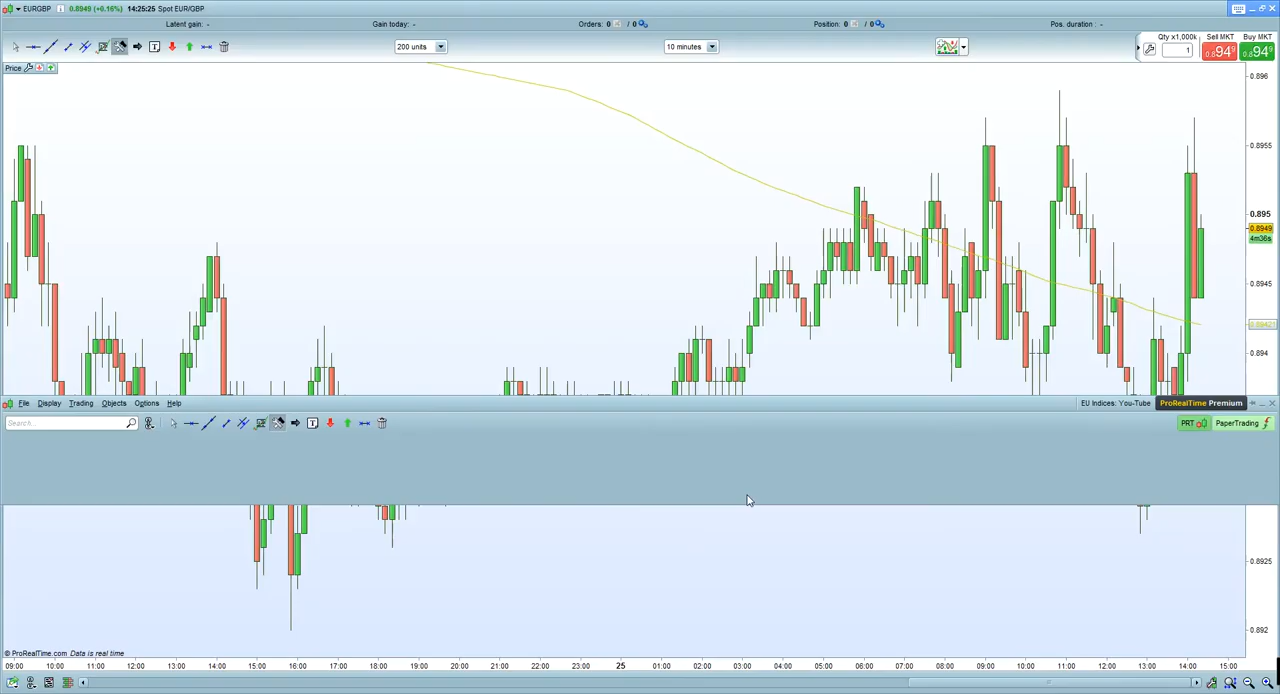 EURGBP 0.8949 (+0.16%) 14:25:25 Spot EUR/GBP
Latent gain: - Gain today: - Orders: 0 / 0 Position: 0 / 0 Pos. duration : -
200 units 10 minutes
Qty x1,000k Sell MKT Buy MKT
1 0.8949 0.8949
Price
0.896
0.8955
0.895
0.8949
4m36s
0.8945
0.89421
0.894
File Display Trading Objects Options Help EU Indices: You-Tube ProRealTime Premium
Search... PRT PaperTrading
0.8925
0.892
© ProRealTime.com Data is real time
09:00 10:00 11:00 12:00 13:00 14:00 15:00 16:00 17:00 18:00 19:00 20:00 21:00 22:00 23:00 25 01:00 02:00 03:00 04:00 05:00 06:00 07:00 08:00 09:00 10:00 11:00 12:00 13:00 14:00 15:00